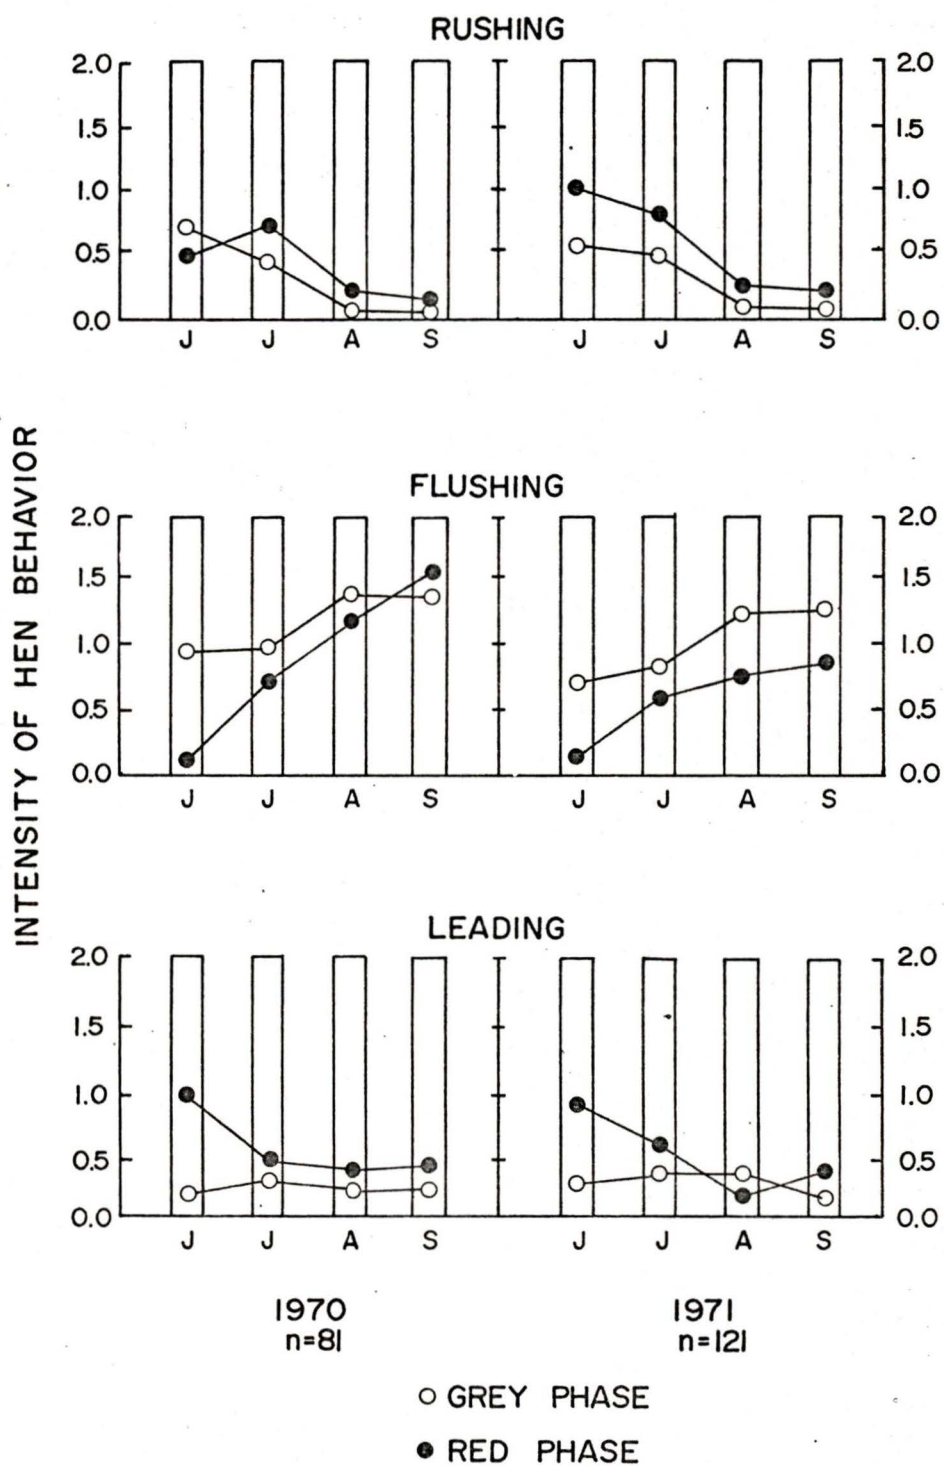 RUSHING
2.0 2.0
1.5 1.5
1.0 1.0
0.5 0.5
0.0 0.0
J J A S J J A S
INTENSITY OF HEN BEHAVIOR
FLUSHING
2.0 2.0
1.5 1.5
1.0 1.0
0.5 0.5
0.0 0.0
J J A S J J A S
LEADING
2.0 2.0
1.5 1.5
1.0 1.0
0.5 0.5
0.0 0.0
J J A S J J A S
1970 1971
n=81 n=121
GREY PHASE
RED PHASE